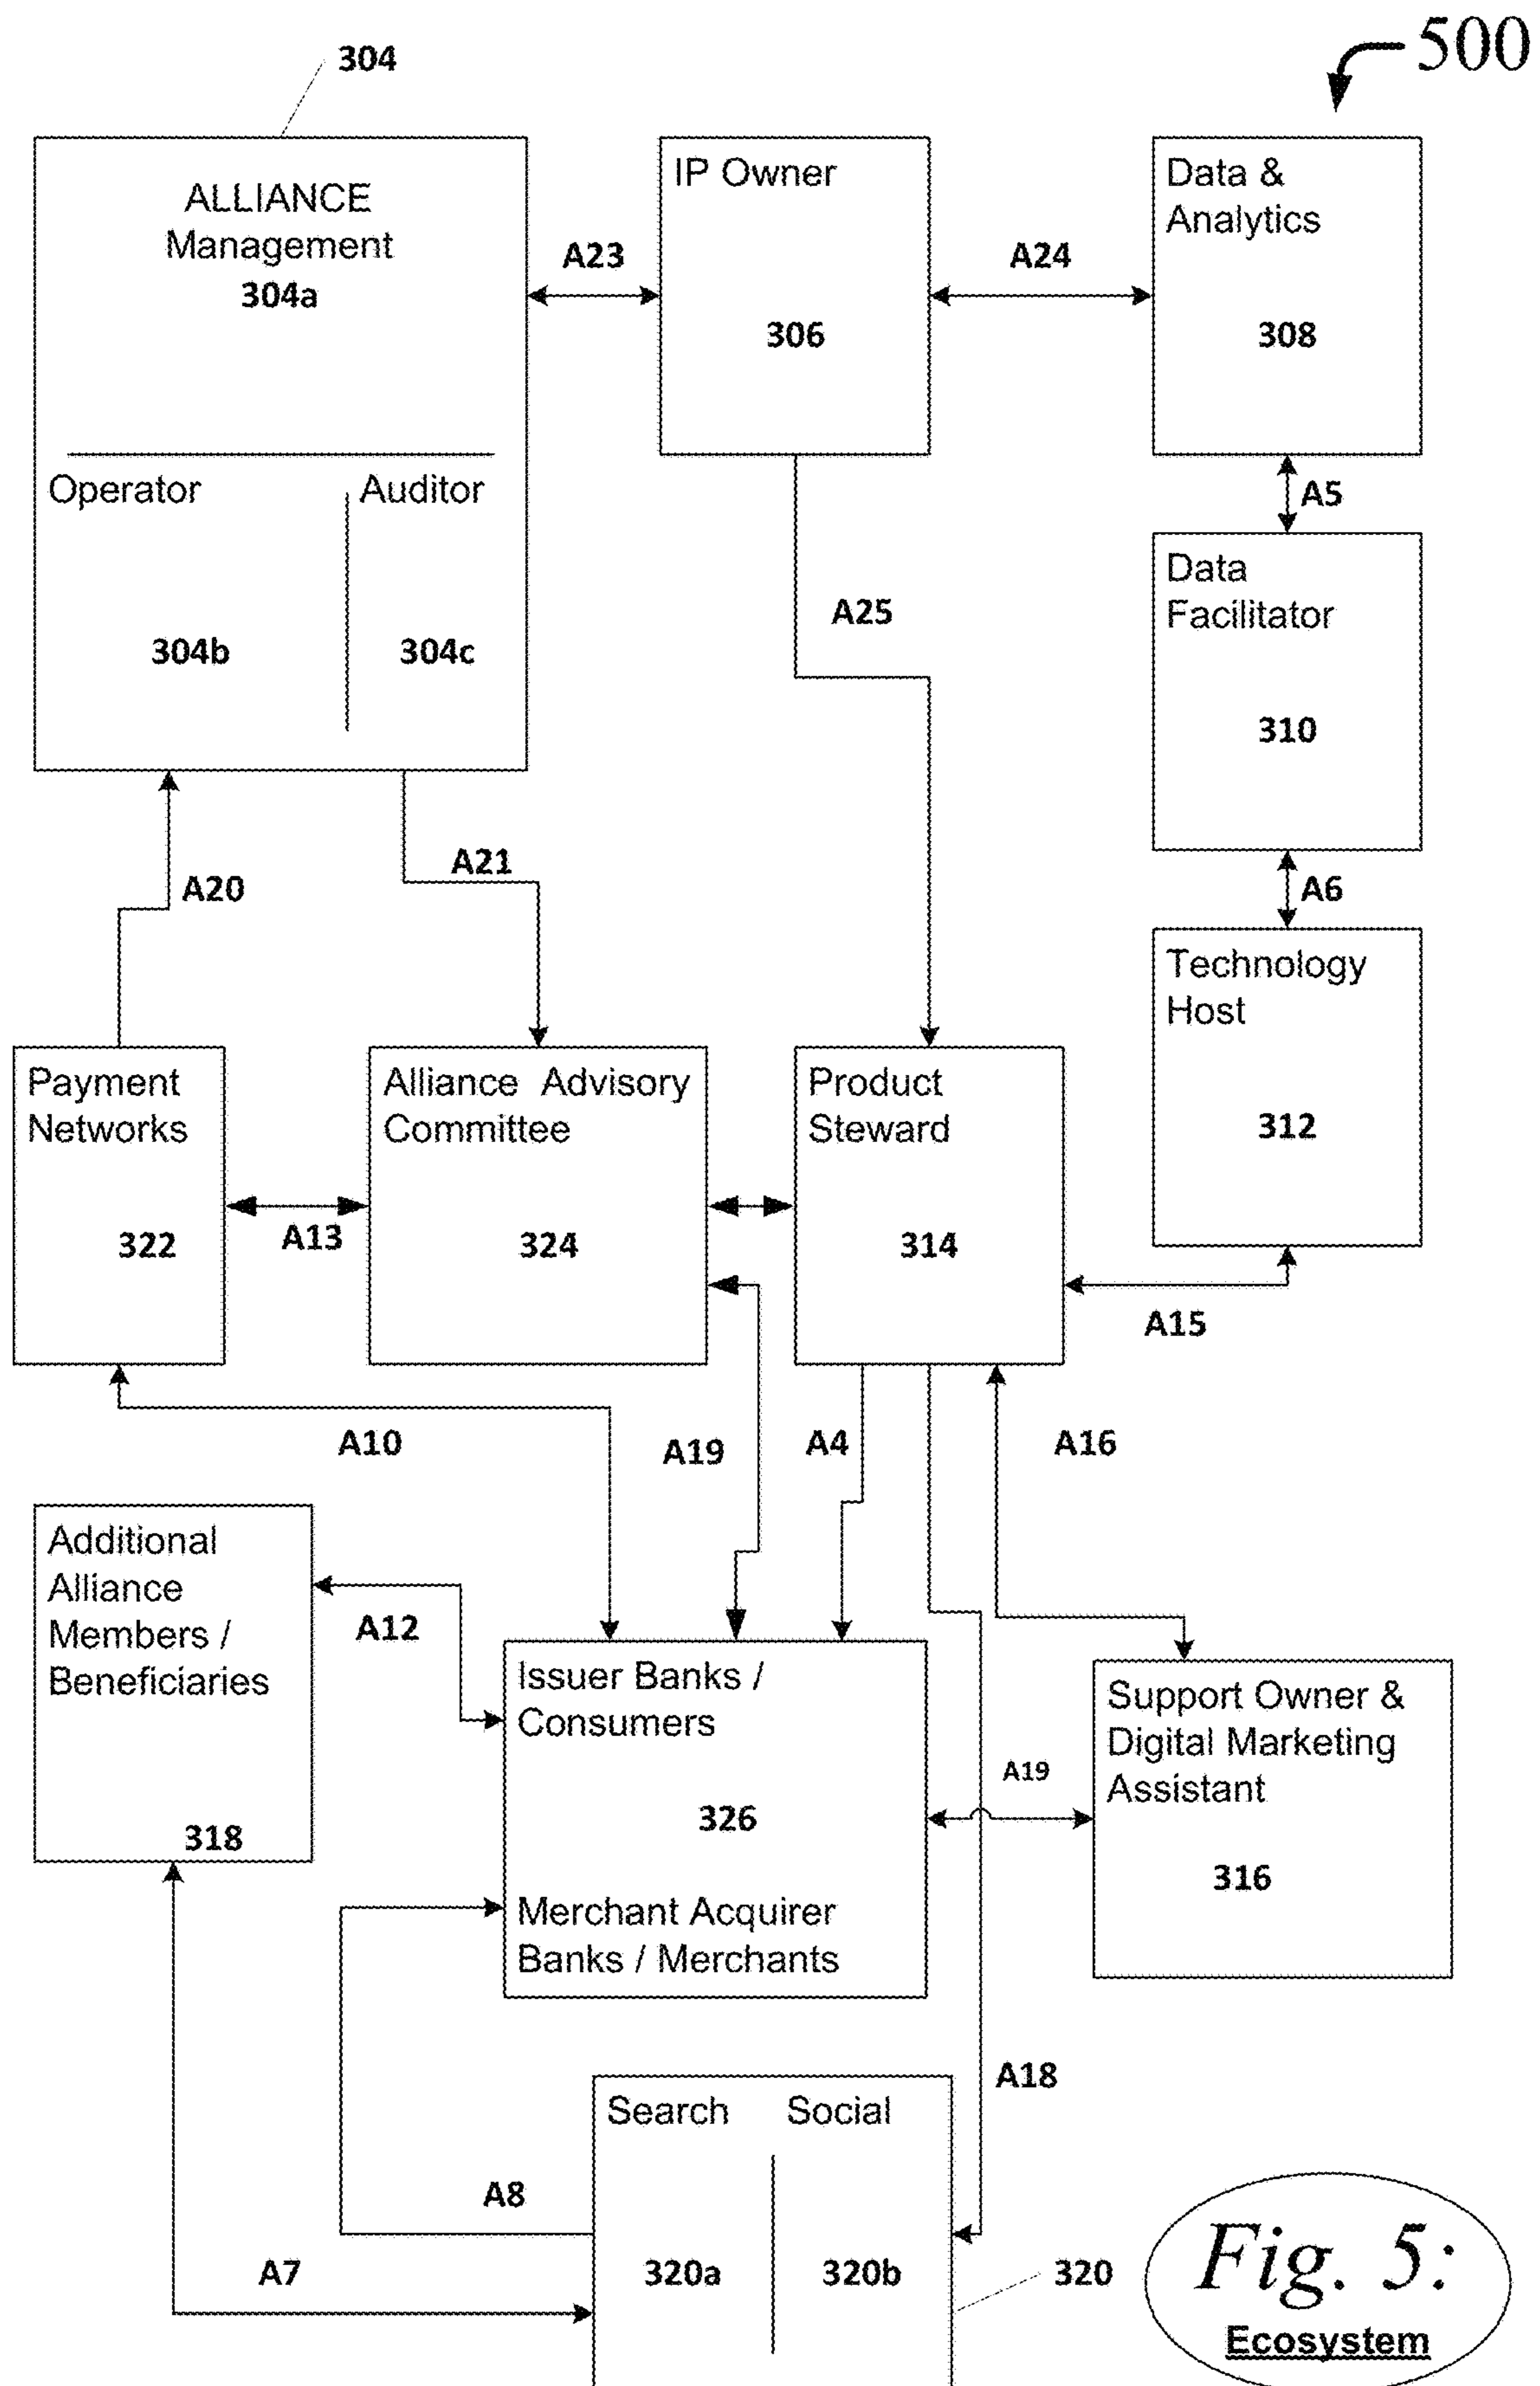 500
304
ALLIANCE
Management
304a
Operator
Auditor
304b
304c
A23
IP Owner
306
A24
Data &
Analytics
308
A5
Data
Facilitator
310
A25
A6
A20
A21
Technology
Host
312
Payment
Networks
322
A13
Alliance Advisory
Committee
324
Product
Steward
314
A15
A10
A19
A4
A16
Additional
Alliance
Members /
Beneficiaries
318
A12
Issuer Banks /
Consumers
326
Merchant Acquirer
Banks / Merchants
A19
Support Owner &
Digital Marketing
Assistant
316
A18
Search
Social
320a
320b
A8
A7
320
Fig. 5:
Ecosystem